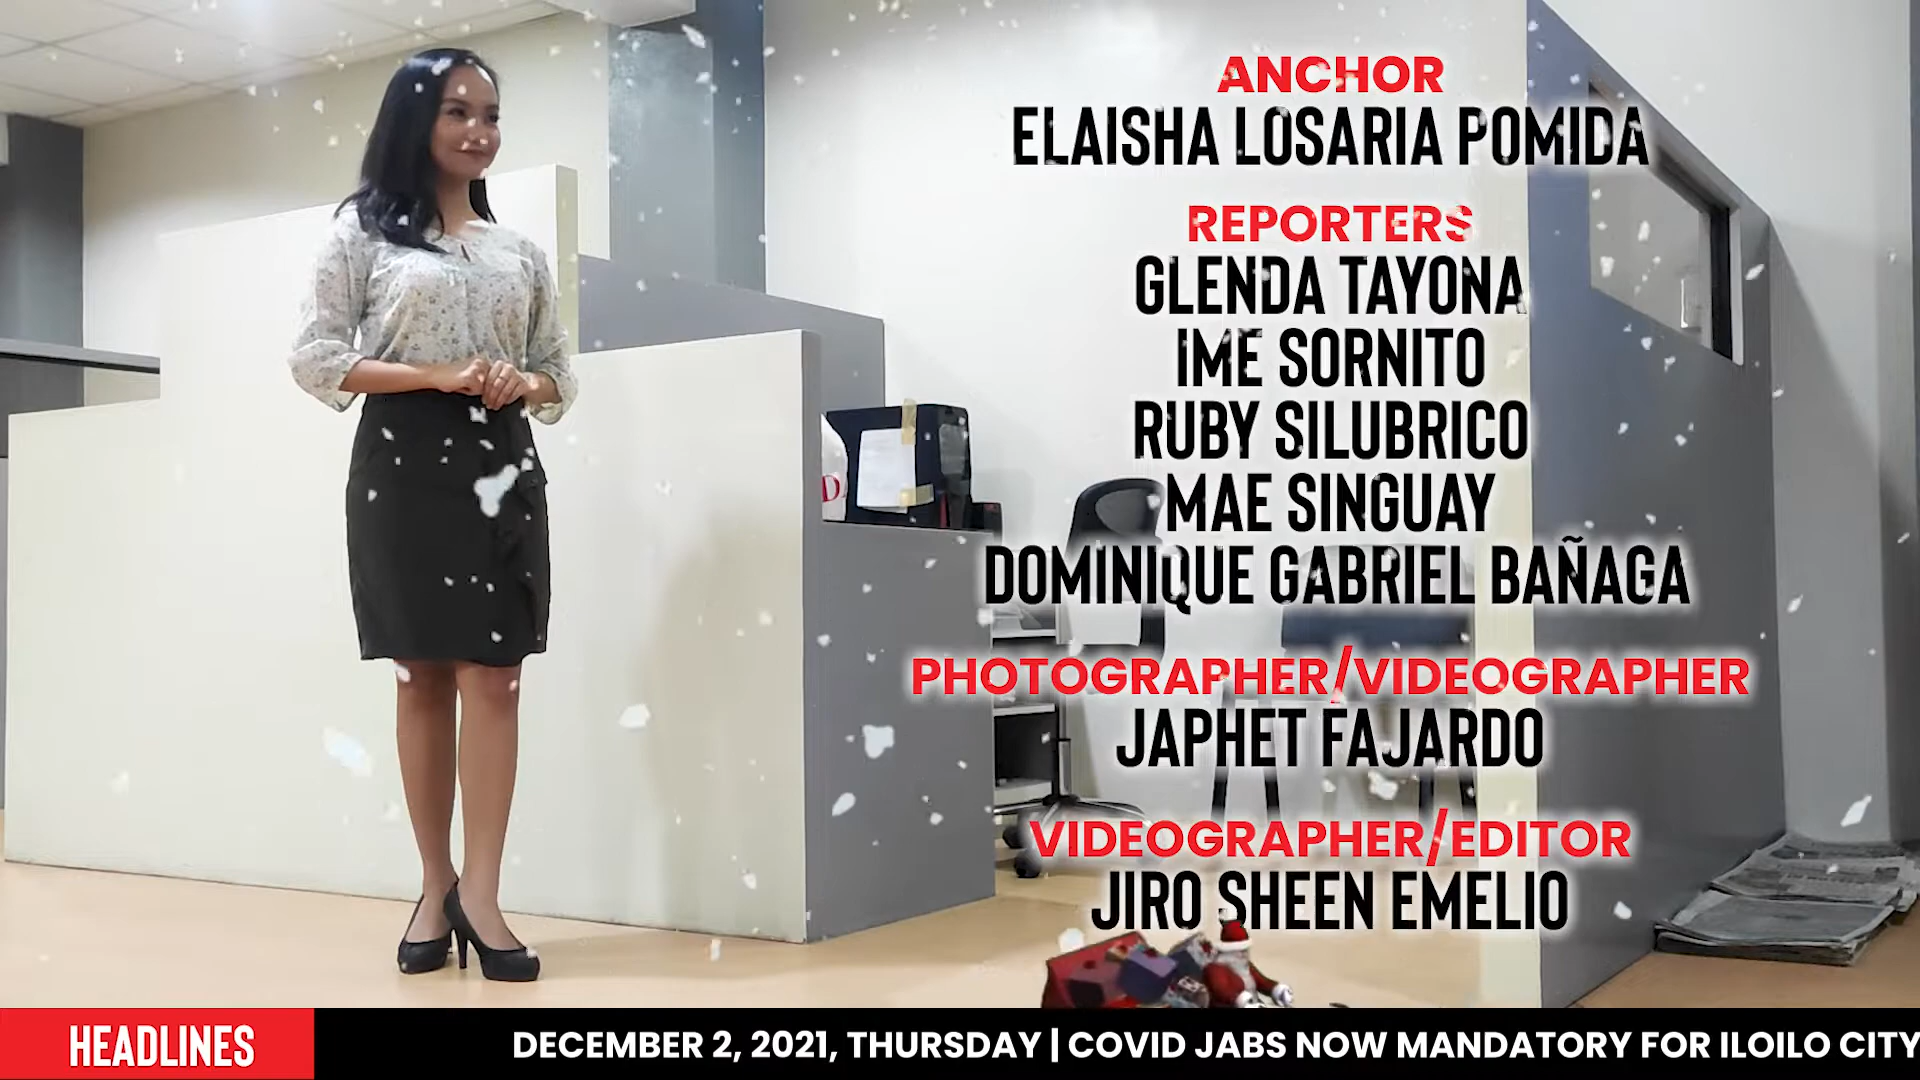 ANCHOR
ELAISHA LOSARIA POMIDA
REPORTERS
GLENDA TAYONA
IME SORNITO
RUBY SILUBRICO
MAE SINGUAY
DOMINIQUE GABRIEL BAÑAGA
PHOTOGRAPHER/VIDEOGRAPHER
JAPHET FAJARDO
VIDEOGRAPHER/EDITOR
JIRO SHEEN EMELIO
HEADLINES
DECEMBER 2, 2021, THURSDAY | COVID JABS NOW MANDATORY FOR ILOILO CITY